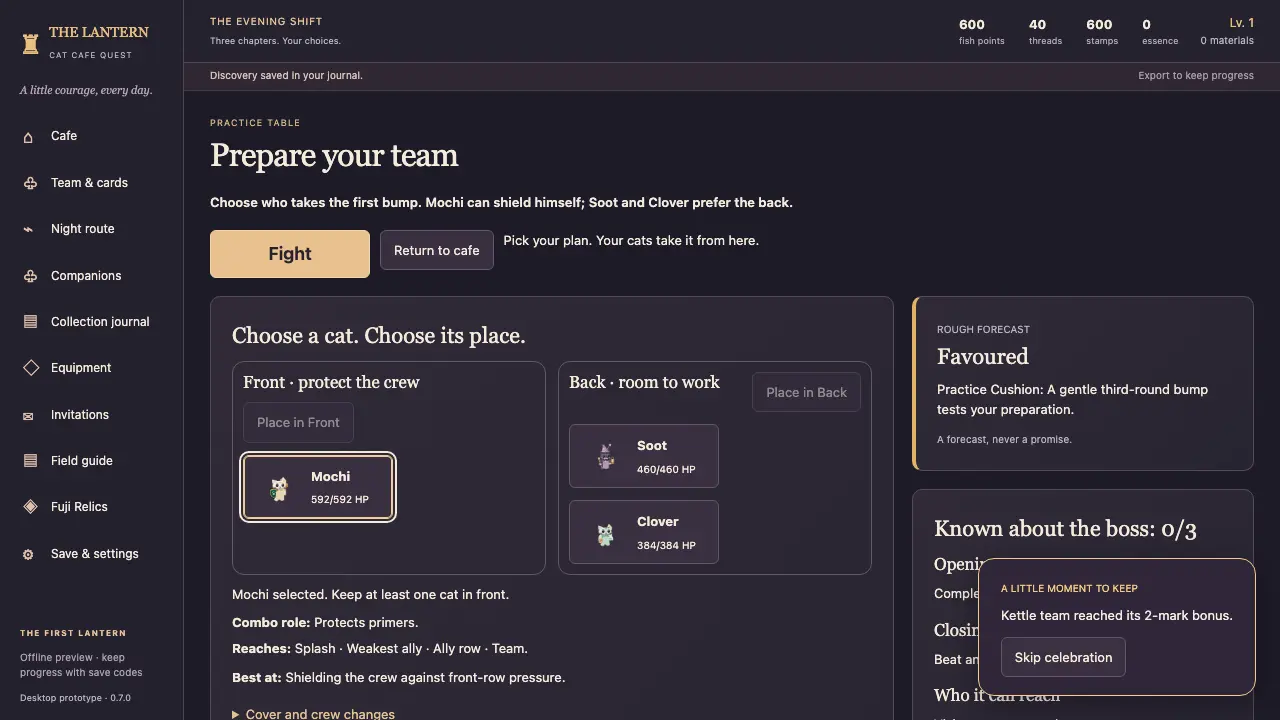 THE LANTERN
CAT CAFE QUEST
A little courage, every day.
Cafe
Team & cards
Night route
Companions
Collection journal
Equipment
Invitations
Field guide
Fuji Relics
Save & settings
THE FIRST LANTERN
Offline preview · keep
progress with save codes
Desktop prototype · 0.7.0
THE EVENING SHIFT
Three chapters. Your choices.
600
fish points
40
threads
600
stamps
0
essence
Lv. 1
0 materials
Discovery saved in your journal.
Export to keep progress
PRACTICE TABLE
Prepare your team
Choose who takes the first bump. Mochi can shield himself; Soot and Clover prefer the back.
Fight
Return to cafe
Pick your plan. Your cats take it from here.
Choose a cat. Choose its place.
Front · protect the crew
Place in Front
Mochi
592/592 HP
Back · room to work
Place in Back
Soot
460/460 HP
Clover
384/384 HP
Mochi selected. Keep at least one cat in front.
Combo role: Protects primers.
Reaches: Splash · Weakest ally · Ally row · Team.
Best at: Shielding the crew against front-row pressure.
Cover and crew changes
ROUGH FORECAST
Favoured
Practice Cushion: A gentle third-round bump
tests your preparation.
A forecast, never a promise.
Known about the boss: 0/3
Beat an
Who it can reach
A LITTLE MOMENT TO KEEP
Kettle team reached its 2-mark bonus.
Skip celebration